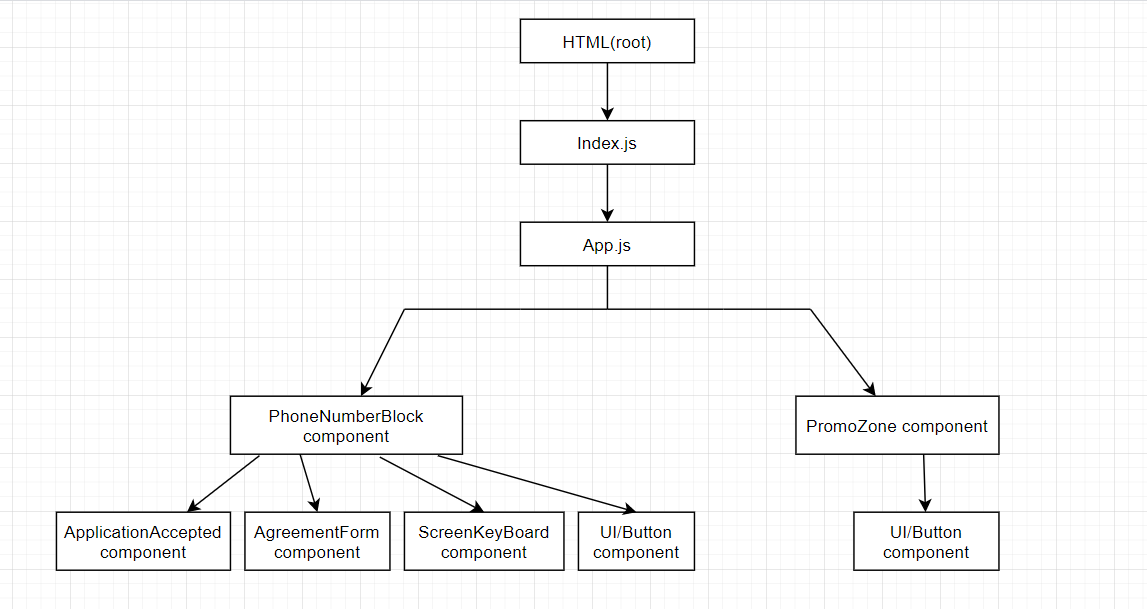 HTML(root)
Index.js
App.js
PhoneNumberBlock
component
PromoZone component
ApplicationAccepted
component
AgreementForm
component
ScreenKeyBoard
component
UI/Button
component
UI/Button
component